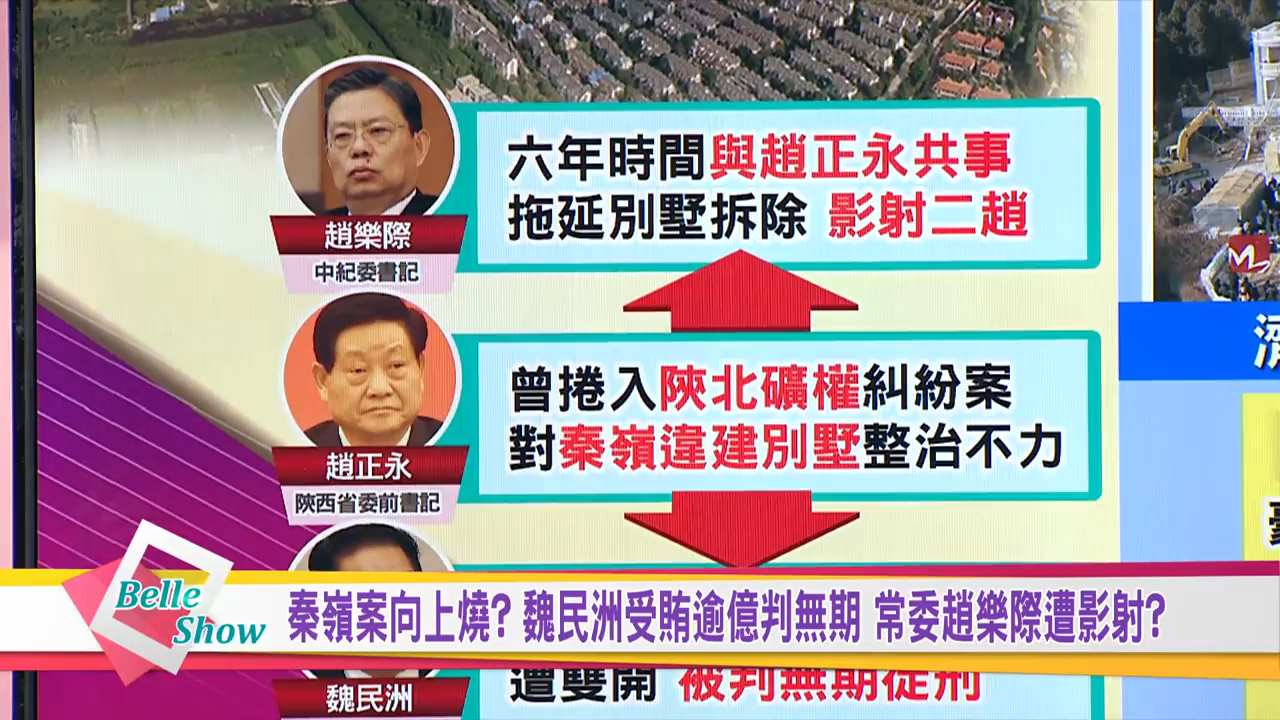 六年時間與趙正永共事
拖延別墅拆除 影射二趙
趙樂際
中紀委書記
曾捲入陝北礦權糾紛案
對秦嶺違建別墅整治不力
趙正永
陝西省委前書記
Belle
Show
秦嶺案向上燒? 魏民洲受賄逾億判無期 常委趙樂際遭影射?
遭雙開 被判無期徒刑
魏民洲